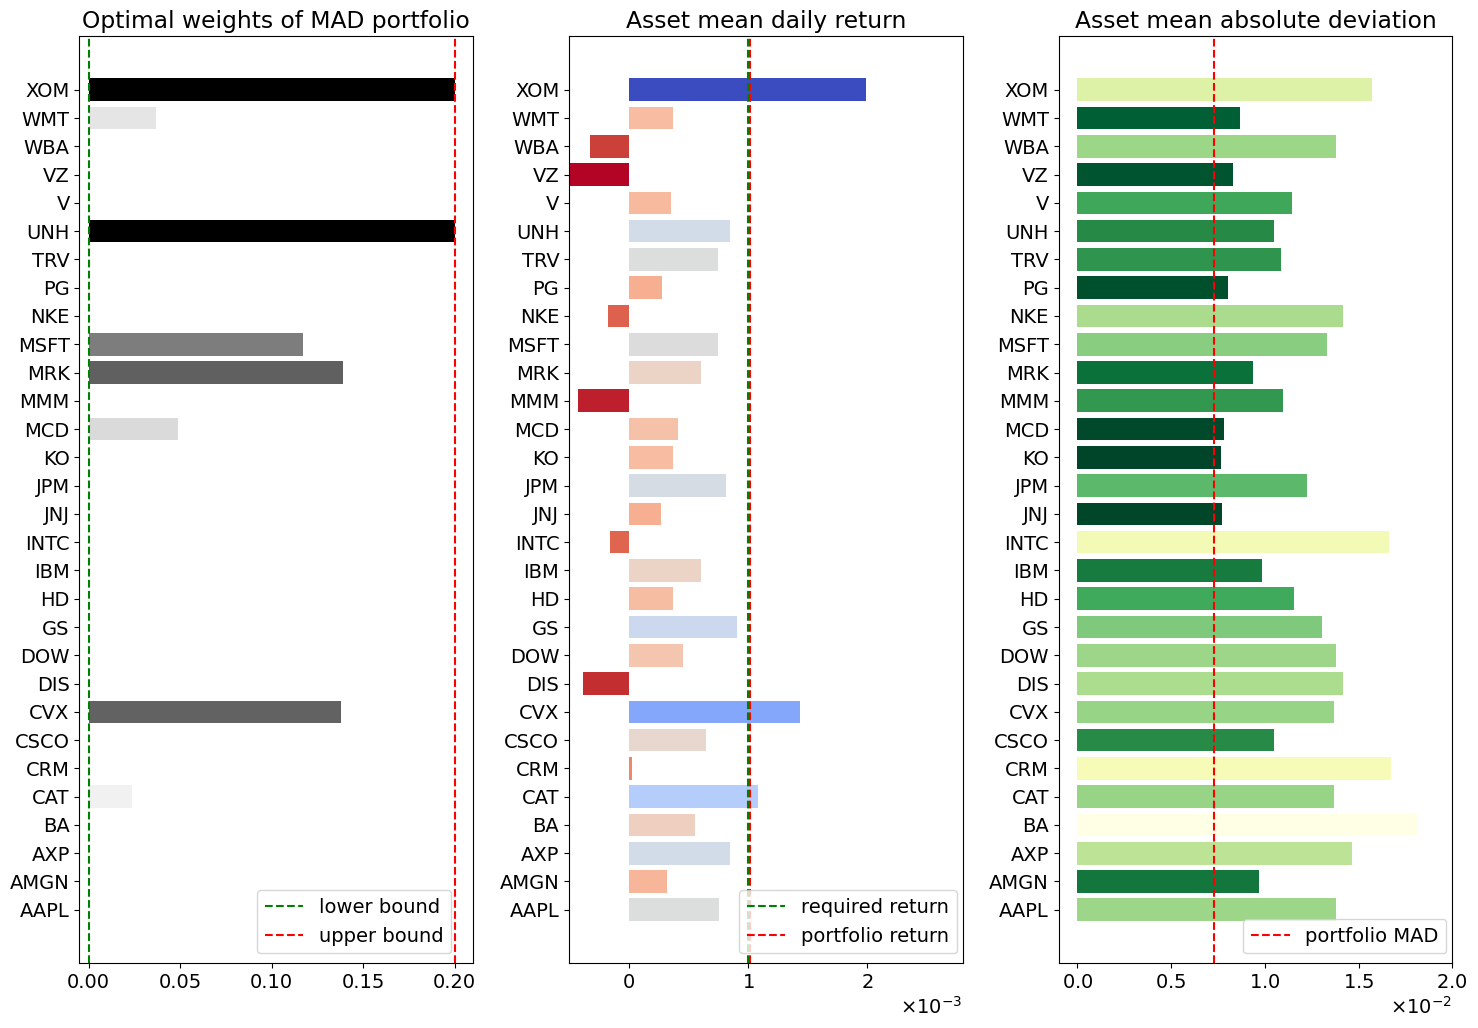 Optimal weights of MAD portfolio
XOM
WMT
WBA
VZ
V
UNH
TRV
PG
NKE
MSFT
MRK
MMM
MCD
KO
JPM
JNJ
INTC
IBM
HD
GS
DOW
DIS
CVX
CSCO
CRM
CAT
BA
AXP
AMGN
AAPL
lower bound
upper bound
0.00 0.05 0.10 0.15 0.20
Asset mean daily return
XOM
WMT
WBA
VZ
V
UNH
TRV
PG
NKE
MSFT
MRK
MMM
MCD
KO
JPM
JNJ
INTC
IBM
HD
GS
DOW
DIS
CVX
CSCO
CRM
CAT
BA
AXP
AMGN
AAPL
required return
portfolio return
0 1 2
×10⁻³
Asset mean absolute deviation
XOM
WMT
WBA
VZ
V
UNH
TRV
PG
NKE
MSFT
MRK
MMM
MCD
KO
JPM
JNJ
INTC
IBM
HD
GS
DOW
DIS
CVX
CSCO
CRM
CAT
BA
AXP
AMGN
AAPL
portfolio MAD
0.0 0.5 1.0 1.5 2.0
×10⁻²